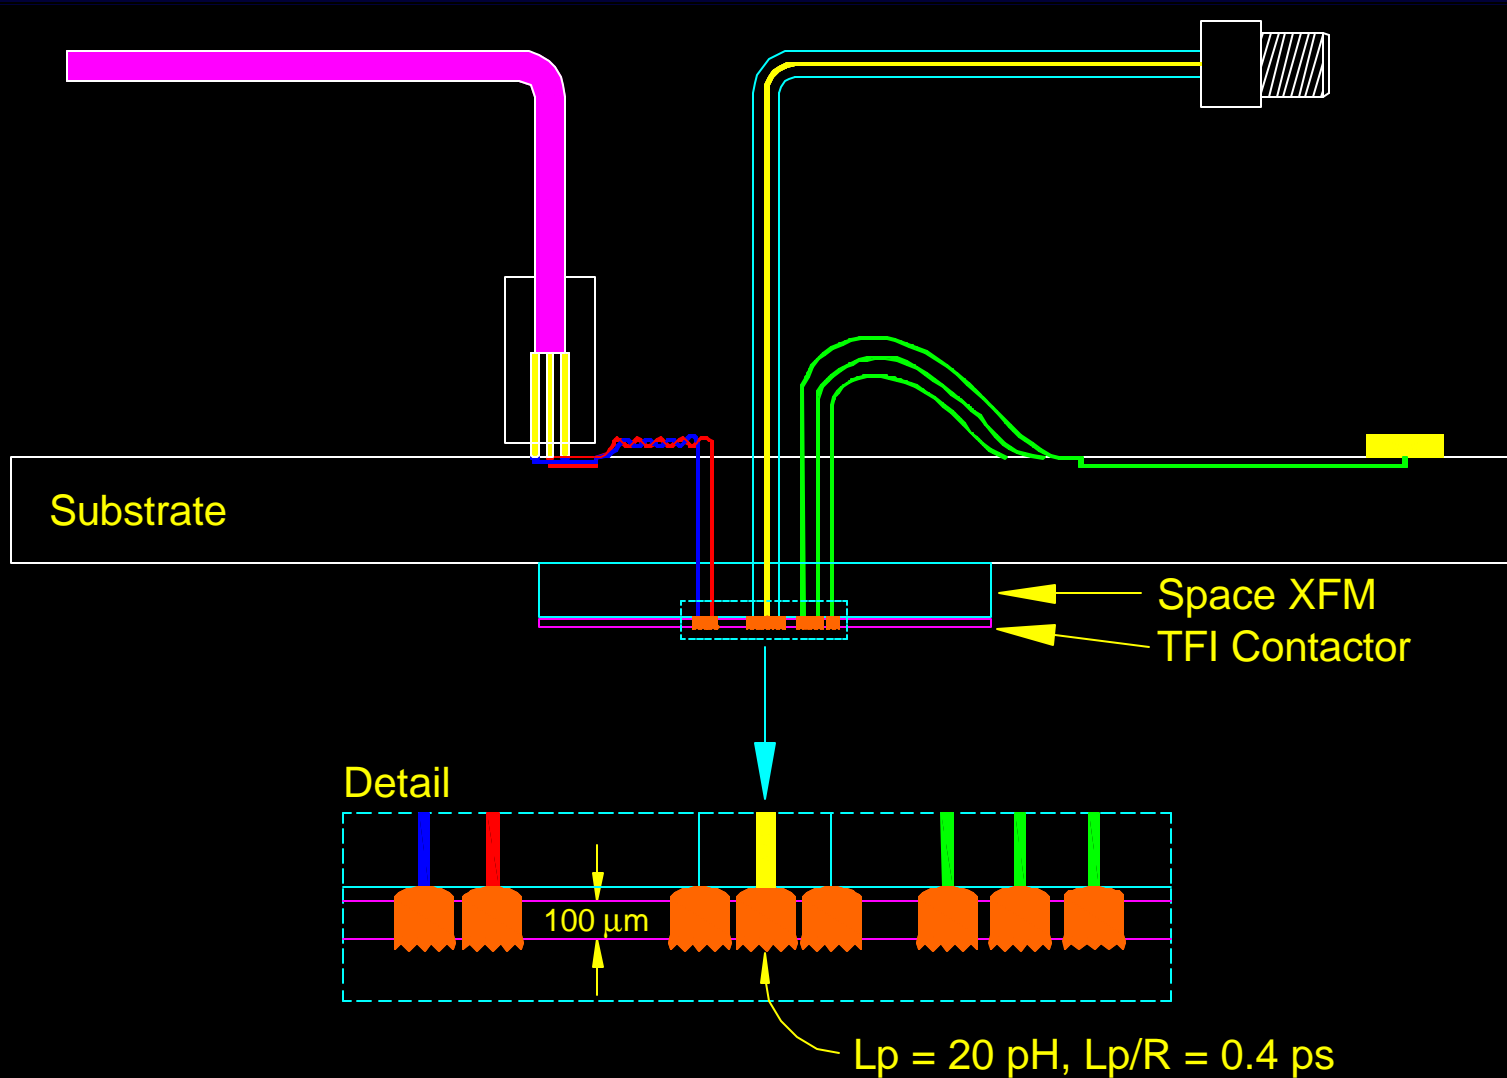 Substrate
Space XFM
TFI Contactor
Detail
100 μm
Lp = 20 pH, Lp/R = 0.4 ps